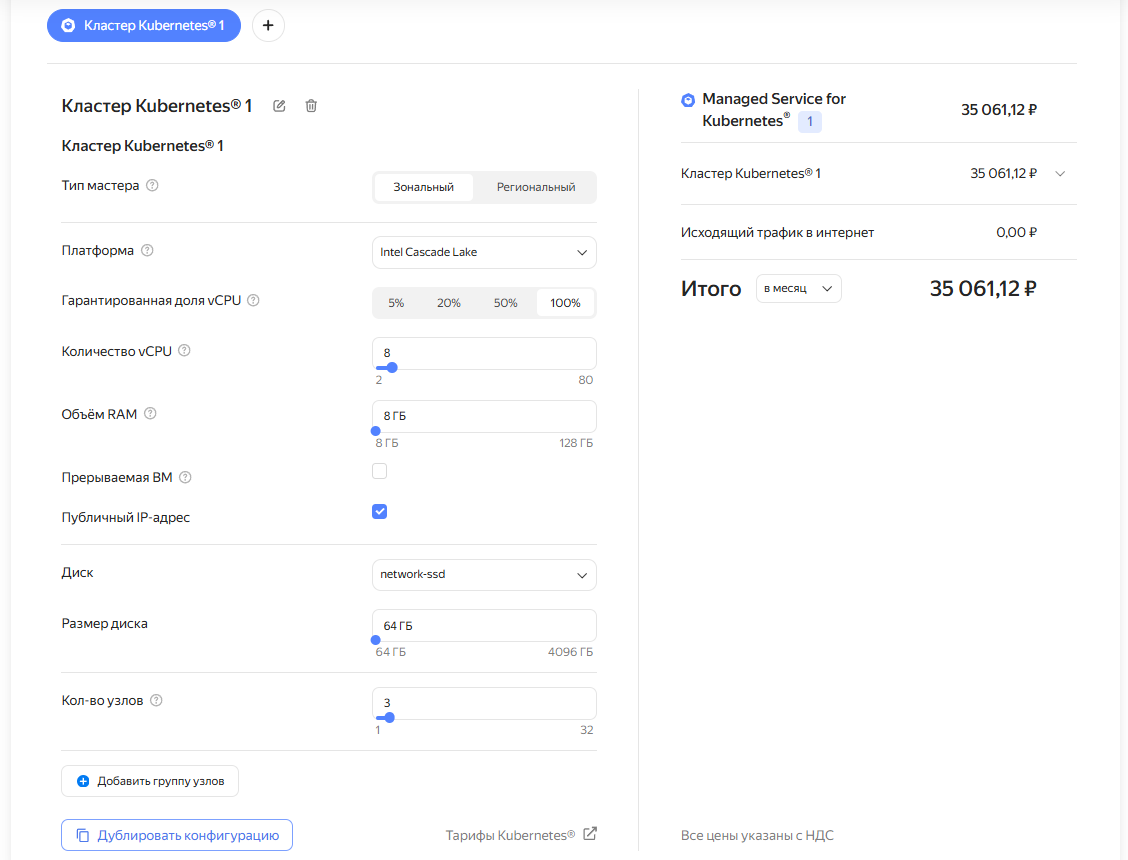 Кластер Kubernetes® 1
+
Кластер Kubernetes® 1
Кластер Kubernetes® 1
Тип мастера ?
Зональный Региональный
Платформа ?
Intel Cascade Lake
Гарантированная доля vCPU ?
5% 20% 50% 100%
Количество vCPU ?
8
2 80
Объём RAM ?
8 ГБ
8 ГБ 128 ГБ
Прерываемая ВМ ?
Публичный IP-адрес
Диск
network-ssd
Размер диска
64 ГБ
64 ГБ 4096 ГБ
Кол-во узлов ?
3
1 32
Добавить группу узлов
Дублировать конфигурацию
Тарифы Kubernetes®
Managed Service for
Kubernetes® 1
35 061,12 ₽
Кластер Kubernetes® 1 35 061,12 ₽
Исходящий трафик в интернет 0,00 ₽
Итого в месяц 35 061,12 ₽
Все цены указаны с НДС